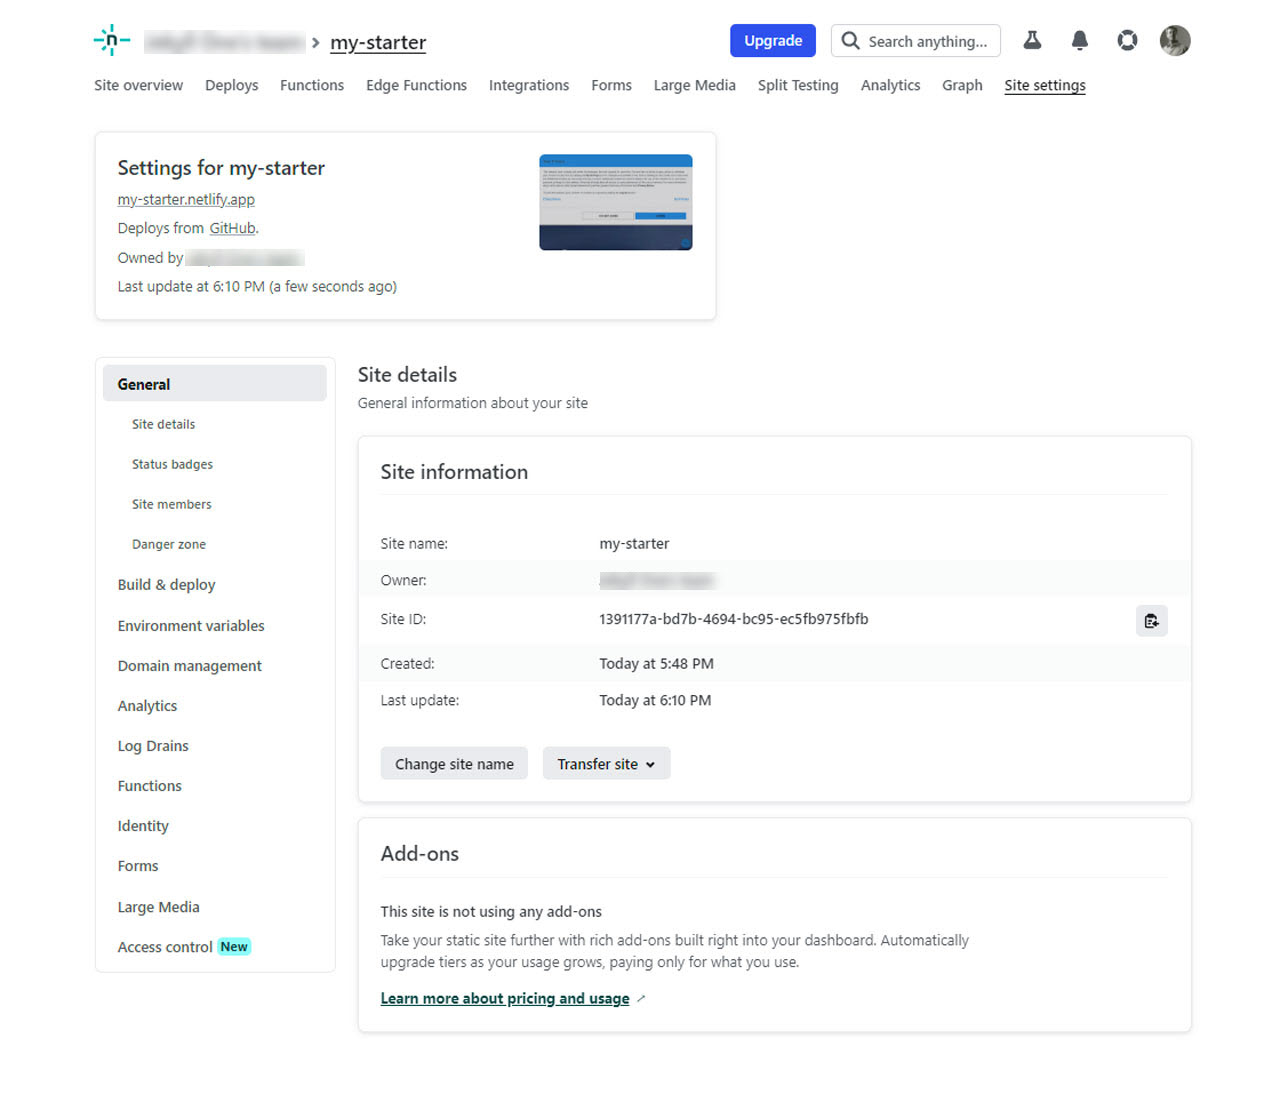 n
my-starter
Upgrade
Search anything...
Site overview Deploys Functions Edge Functions Integrations Forms Large Media Split Testing Analytics Graph Site settings
Settings for my-starter
my-starter.netlify.app
Deploys from GitHub.
Owned by
Last update at 6:10 PM (a few seconds ago)
General
Site details
Status badges
Site members
Danger zone
Build & deploy
Environment variables
Domain management
Analytics
Log Drains
Functions
Identity
Forms
Large Media
Access control New
Site details
General information about your site
Site information
Site name: my-starter
Owner:
Site ID: 1391177a-bd7b-4694-bc95-ec5fb975fbfb
Created: Today at 5:48 PM
Last update: Today at 6:10 PM
Change site name Transfer site
Add-ons
This site is not using any add-ons
Take your static site further with rich add-ons built right into your dashboard. Automatically
upgrade tiers as your usage grows, paying only for what you use.
Learn more about pricing and usage